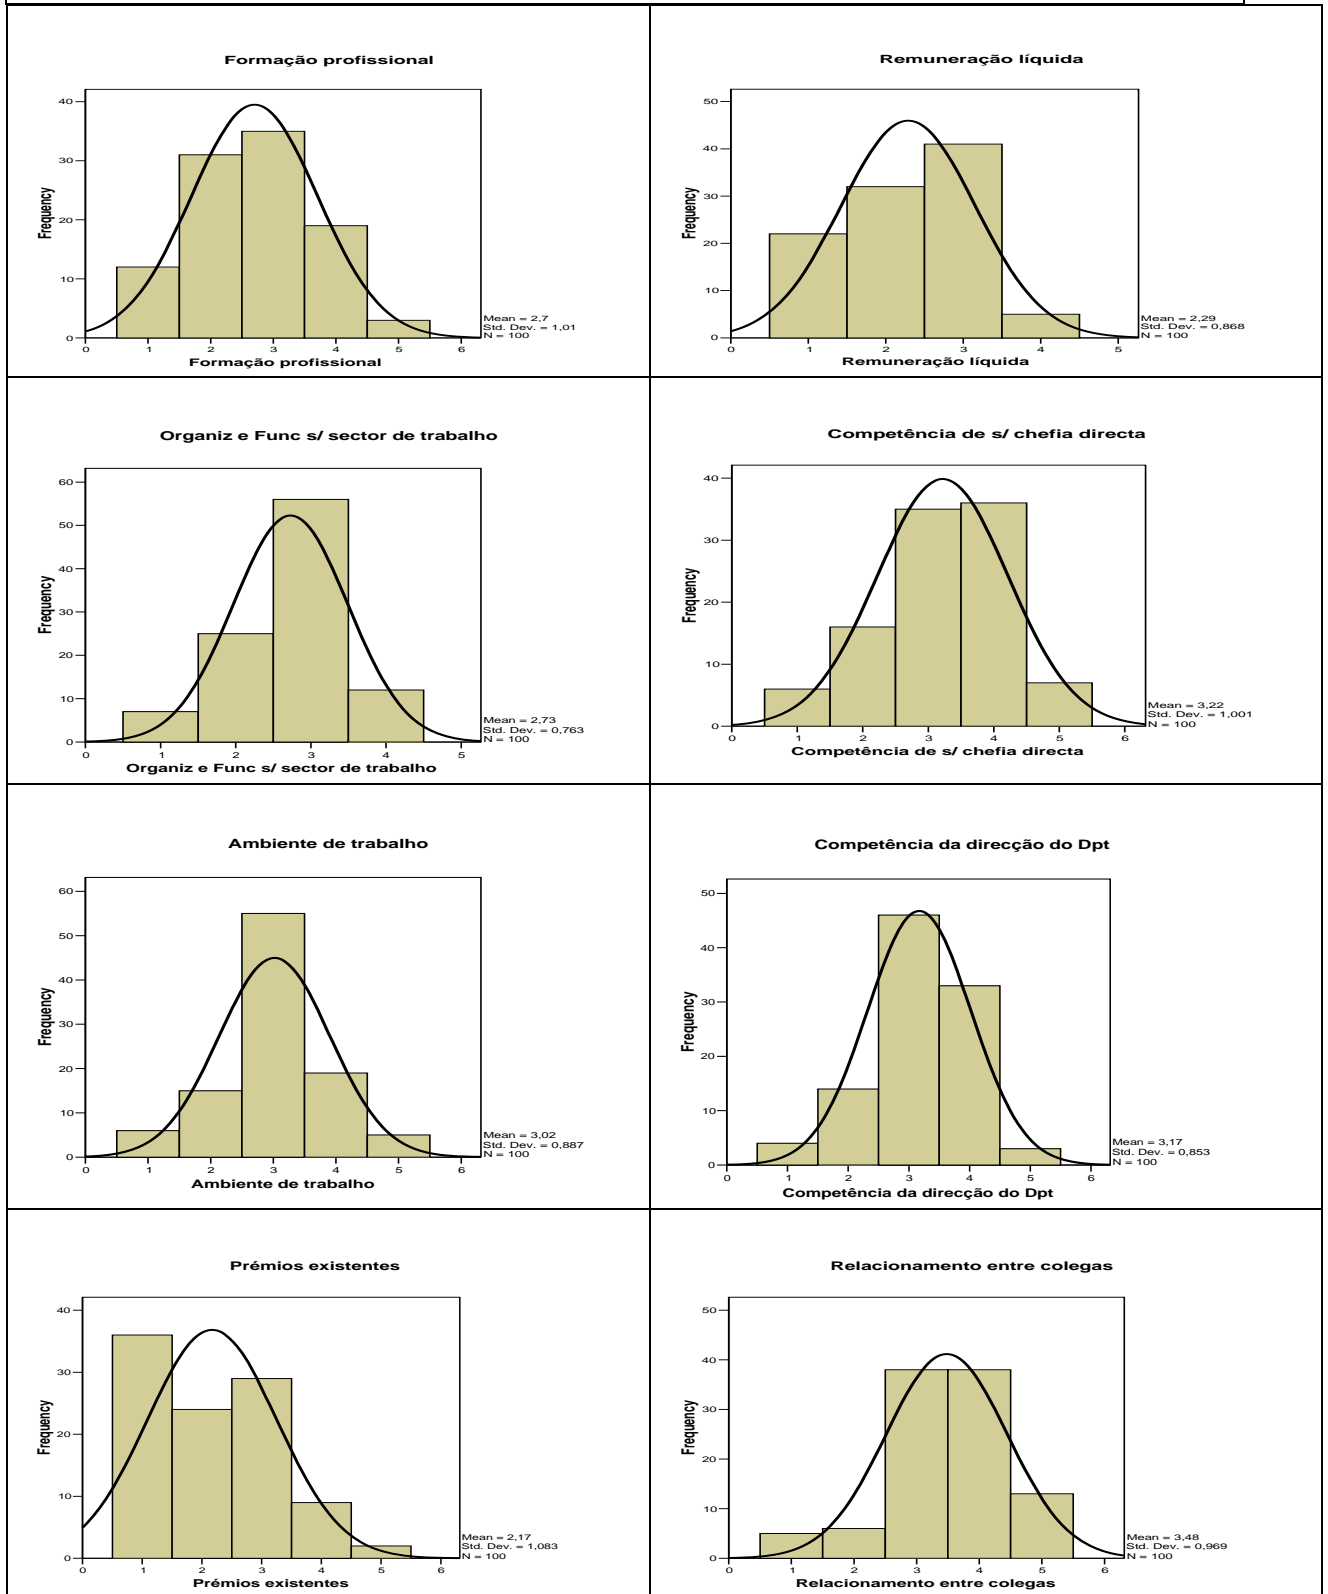 Formação profissional
40
30
20
10
0
Frequency
0 1 2 3 4 5 6
Formação profissional
Mean = 2,7
Std. Dev. = 1,01
N = 100
Remuneração líquida
50
40
30
20
10
0
Frequency
0 1 2 3 4 5
Remuneração líquida
Mean = 2,29
Std. Dev. = 0,868
N = 100
Organiz e Func s/ sector de trabalho
60
50
40
30
20
10
0
Frequency
0 1 2 3 4 5
Organiz e Func s/ sector de trabalho
Mean = 2,73
Std. Dev. = 0,763
N = 100
Competência de s/ chefia directa
40
30
20
10
0
Frequency
0 1 2 3 4 5 6
Competência de s/ chefia directa
Mean = 3,22
Std. Dev. = 1,001
N = 100
Ambiente de trabalho
60
50
40
30
20
10
0
Frequency
0 1 2 3 4 5 6
Ambiente de trabalho
Mean = 3,02
Std. Dev. = 0,887
N = 100
Competência da direcção do Dpt
50
40
30
20
10
0
Frequency
0 1 2 3 4 5 6
Competência da direcção do Dpt
Mean = 3,17
Std. Dev. = 0,853
N = 100
Prémios existentes
40
30
20
10
0
Frequency
0 1 2 3 4 5 6
Prémios existentes
Mean = 2,17
Std. Dev. = 1,083
N = 100
Relacionamento entre colegas
50
40
30
20
10
0
Frequency
0 1 2 3 4 5 6
Relacionamento entre colegas
Mean = 3,48
Std. Dev. = 0,969
N = 100